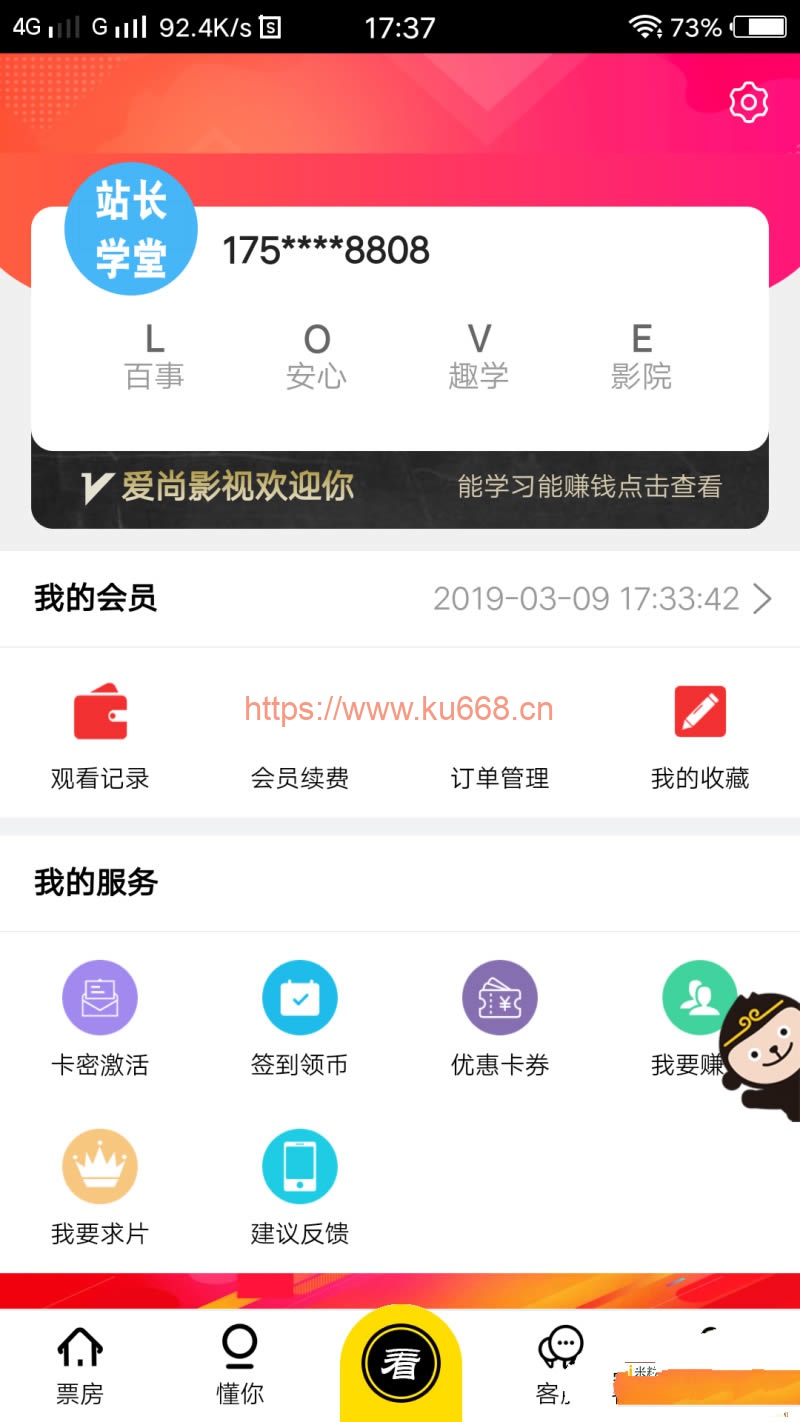 4G G 92.4K/s S 17:37 73%
站长
学堂
175****8808
L O V E
百事 安心 趣学 影院
V 爱尚影视欢迎你 能学习能赚钱点击查看
我的会员 2019-03-09 17:33:42
https://www.ku668.cn
观看记录 会员续费 订单管理 我的收藏
我的服务
卡密激活 签到领币 优惠卡券 我要赚
我要求片 建议反馈
看
票房 懂你 客